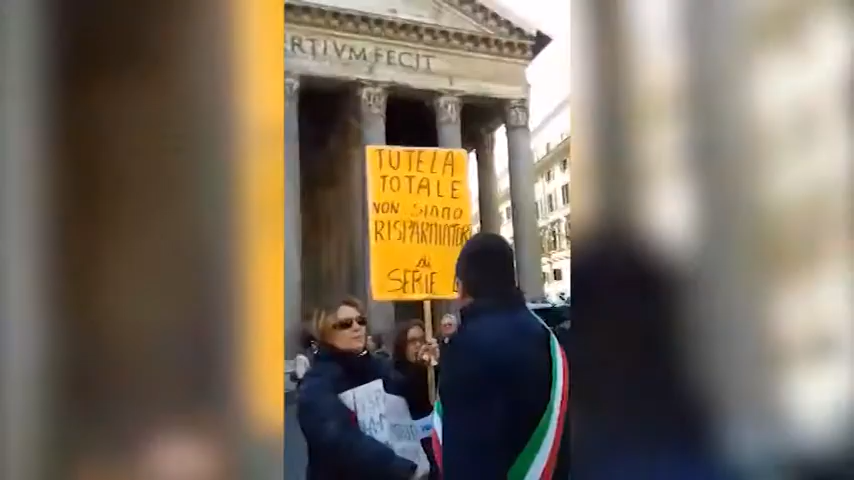 RTIVM·FECIT
TUTELA
TOTALE
NON SIAMO
RISPARMIATORI
di
SERIE